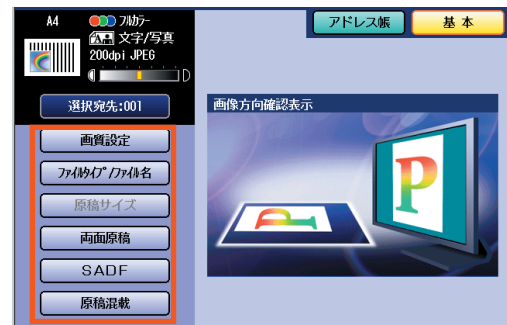 A4 フルカラー
文字/写真
200dpi JPEG
選択宛先:001
アドレス帳
基本
画質設定
ファイルタイプ/ファイル名
原稿サイズ
両面原稿
SADF
原稿混載
画像方向確認表示
P
P